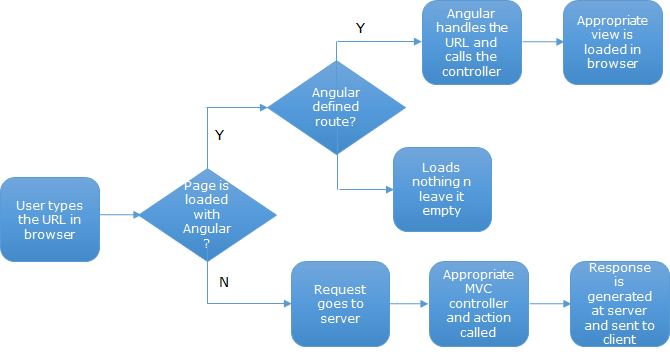 User types
the URL in
browser
Page is
loaded
with
Angular
?
Y
N
Angular
defined
route?
Y
Angular
handles the
URL and
calls the
controller
Appropriate
view is
loaded in
browser
Loads
nothing n
leave it
empty
Request
goes to
server
Appropriate
MVC
controller
and action
called
Response
is
generated
at server
and sent to
client